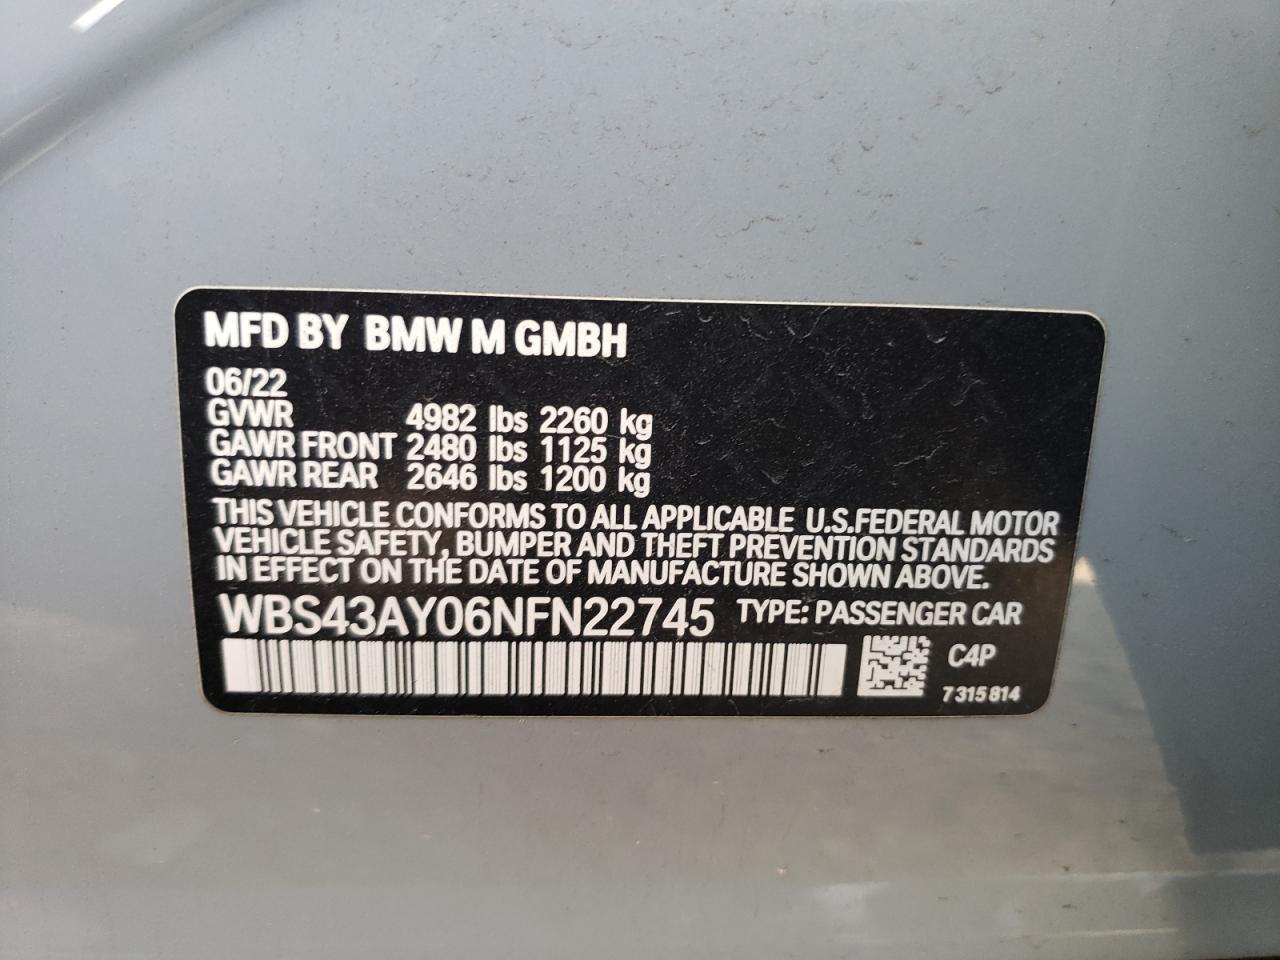 MFD BY BMW M GMBH
06/22
GVWR 4982 lbs 2260 kg
GAWR FRONT 2480 lbs 1125 kg
GAWR REAR 2646 lbs 1200 kg
THIS VEHICLE CONFORMS TO ALL APPLICABLE U.S.FEDERAL MOTOR
VEHICLE SAFETY, BUMPER AND THEFT PREVENTION STANDARDS
IN EFFECT ON THE DATE OF MANUFACTURE SHOWN ABOVE.
WBS43AY06NFN22745 TYPE: PASSENGER CAR
C4P
7 315 814